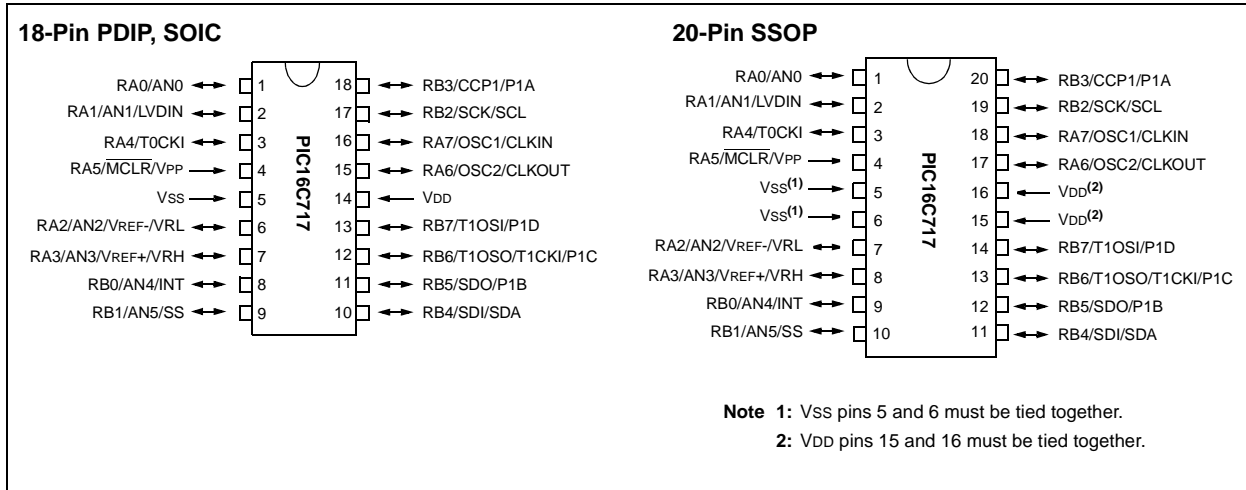 18-Pin PDIP, SOIC
RA0/AN0 1 18 RB3/CCP1/P1A
RA1/AN1/LVDIN 2 17 RB2/SCK/SCL
RA4/T0CKI 3 16 RA7/OSC1/CLKIN
RA5/MCLR/VPP 4 15 RA6/OSC2/CLKOUT
VSS 5 14 VDD
RA2/AN2/VREF-/VRL 6 13 RB7/T1OSI/P1D
RA3/AN3/VREF+/VRH 7 12 RB6/T1OSO/T1CKI/P1C
RB0/AN4/INT 8 11 RB5/SDO/P1B
RB1/AN5/SS 9 10 RB4/SDI/SDA
PIC16C717
20-Pin SSOP
RA0/AN0 1 20 RB3/CCP1/P1A
RA1/AN1/LVDIN 2 19 RB2/SCK/SCL
RA4/T0CKI 3 18 RA7/OSC1/CLKIN
RA5/MCLR/VPP 4 17 RA6/OSC2/CLKOUT
VSS(1) 5 16 VDD(2)
VSS(1) 6 15 VDD(2)
RA2/AN2/VREF-/VRL 7 14 RB7/T1OSI/P1D
RA3/AN3/VREF+/VRH 8 13 RB6/T1OSO/T1CKI/P1C
RB0/AN4/INT 9 12 RB5/SDO/P1B
RB1/AN5/SS 10 11 RB4/SDI/SDA
PIC16C717
Note 1: VSS pins 5 and 6 must be tied together.
2: VDD pins 15 and 16 must be tied together.